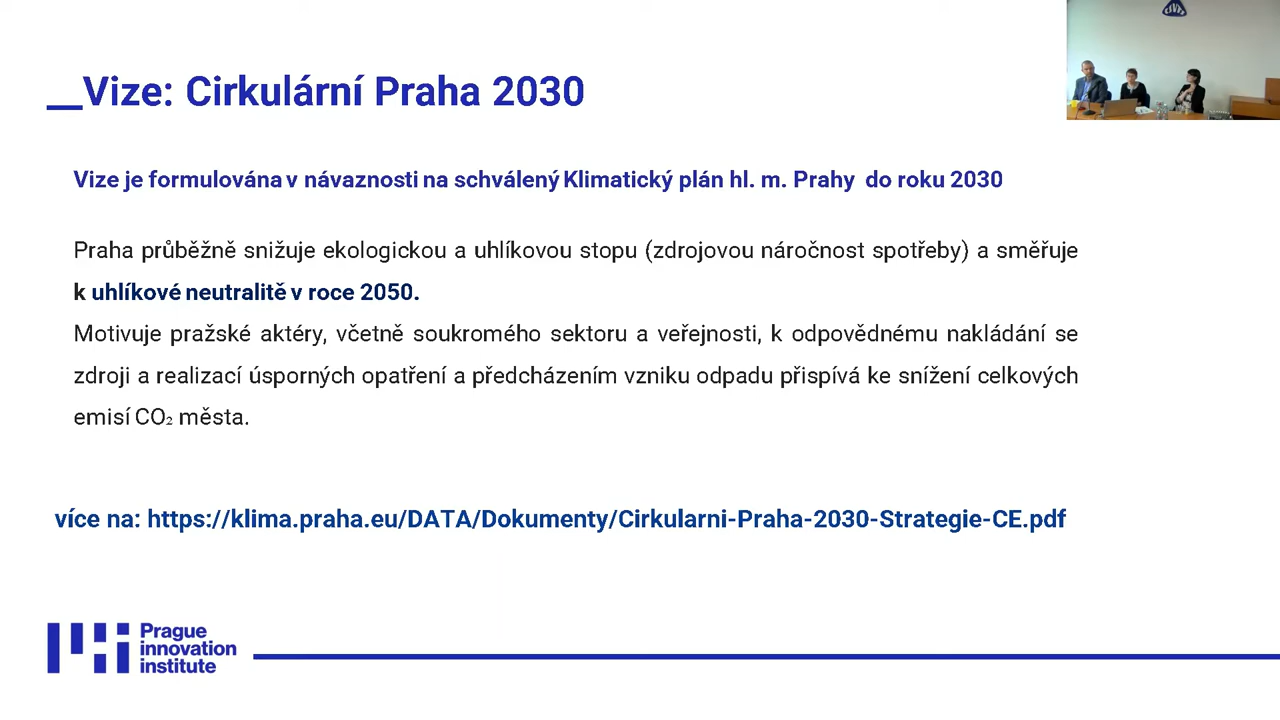 __Vize: Cirkulární Praha 2030
Vize je formulována v návaznosti na schválený Klimatický plán hl. m. Prahy do roku 2030
Praha průběžně snižuje ekologickou a uhlíkovou stopu (zdrojovou náročnost spotřeby) a směřuje
k uhlíkové neutralitě v roce 2050.
Motivuje pražské aktéry, včetně soukromého sektoru a veřejnosti, k odpovědnému nakládání se
zdroji a realizací úsporných opatření a předcházením vzniku odpadu přispívá ke snížení celkových
emisí CO₂ města.
více na: https://klima.praha.eu/DATA/Dokumenty/Cirkularni-Praha-2030-Strategie-CE.pdf
Prague
innovation
institute